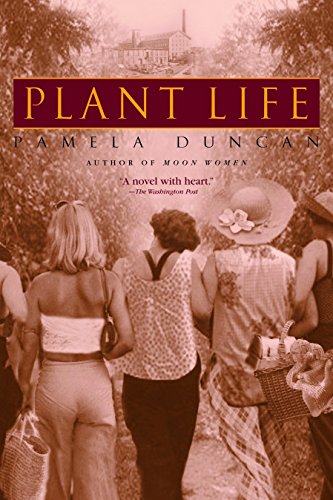 PLANT LIFE
PAMELA DUNCAN
AUTHOR OF MOON WOMEN
"A novel with heart."
—The Washington Post